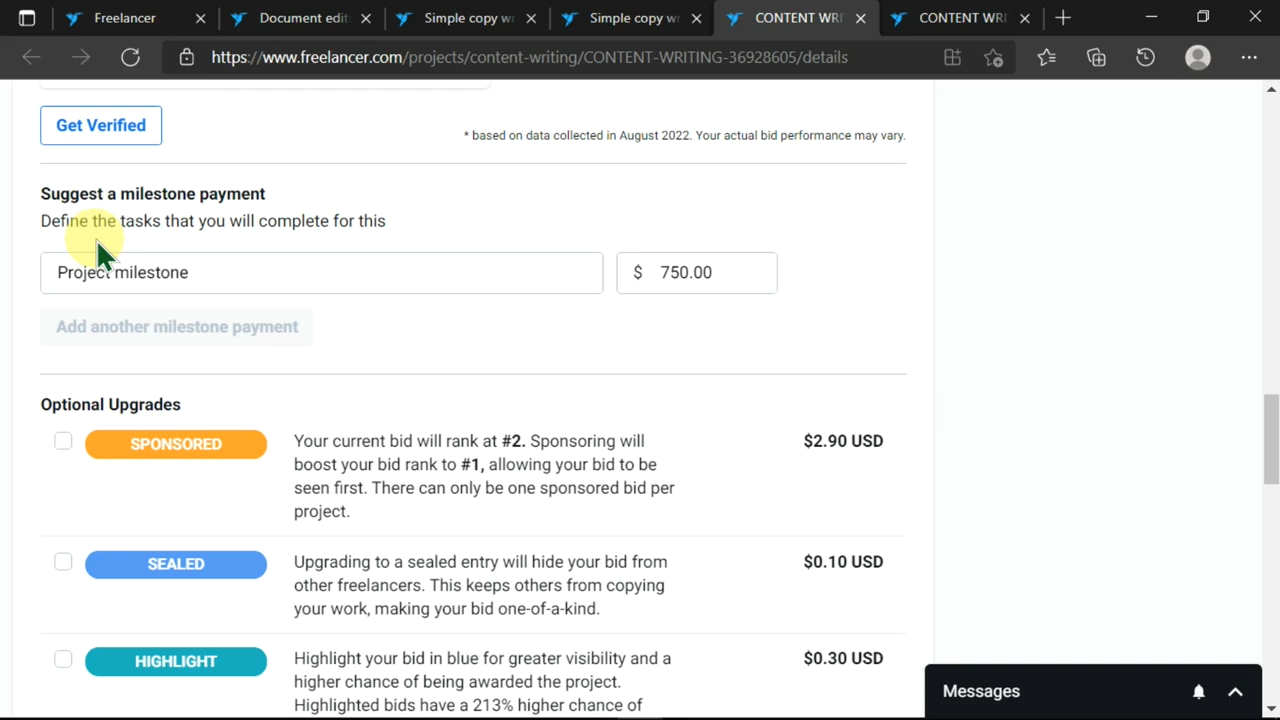 Freelancer
Document edit
Simple copy wr
Simple copy wr
CONTENT WRI
CONTENT WRI
https://www.freelancer.com/projects/content-writing/CONTENT-WRITING-36928605/details
Get Verified
* based on data collected in August 2022. Your actual bid performance may vary.
Suggest a milestone payment
Define the tasks that you will complete for this
Project milestone
$ 750.00
Add another milestone payment
Optional Upgrades
SPONSORED
Your current bid will rank at #2. Sponsoring will
$2.90 USD
boost your bid rank to #1, allowing your bid to be
seen first. There can only be one sponsored bid per
project.
SEALED
Upgrading to a sealed entry will hide your bid from
$0.10 USD
other freelancers. This keeps others from copying
your work, making your bid one-of-a-kind.
HIGHLIGHT
Highlight your bid in blue for greater visibility and a
$0.30 USD
higher chance of being awarded the project.
Highlighted bids have a 213% higher chance of
Messages